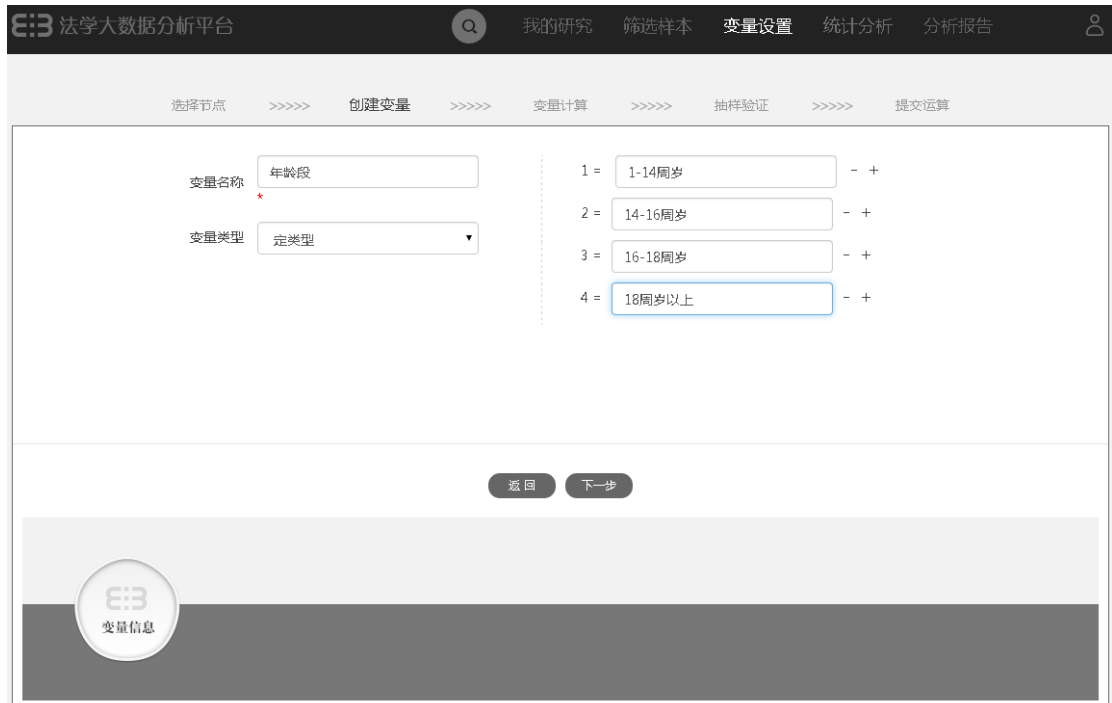 法学大数据分析平台 我的研究 筛选样本 变量设置 统计分析 分析报告
选择节点 >>>>> 创建变量 >>>>> 变量计算 >>>>> 抽样验证 >>>>> 提交运算
变量名称 年龄段
*
变量类型 定类型
1 = 1-14周岁 - +
2 = 14-16周岁 - +
3 = 16-18周岁 - +
4 = 18周岁以上 - +
返回 下一步
变量信息